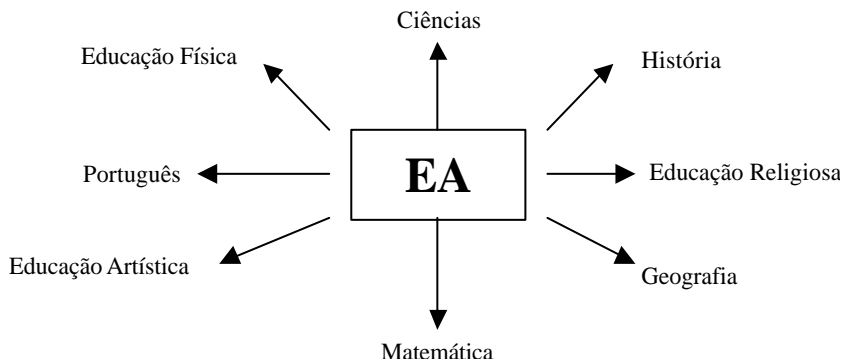 Ciências
Educação Física
História
Português
EA
Educação Religiosa
Educação Artística
Geografia
Matemática